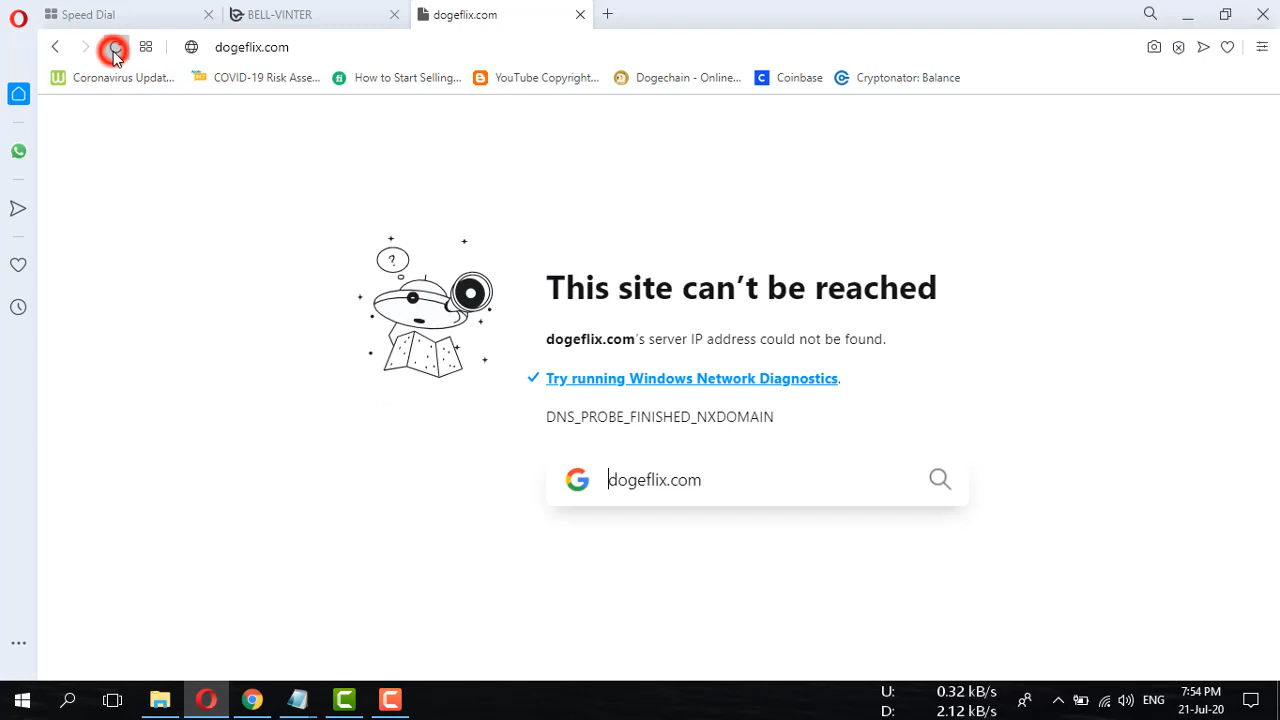 Speed Dial
BELL-VINTER
dogeflix.com
dogeflix.com
Coronavirus Updat...
COVID-19 Risk Asse...
How to Start Selling...
YouTube Copyright...
Dogechain - Online...
Coinbase
Cryptonator: Balance
?
This site can't be reached
dogeflix.com's server IP address could not be found.
Try running Windows Network Diagnostics.
DNS_PROBE_FINISHED_NXDOMAIN
dogeflix.com
U: 0.32 kB/s
D: 2.12 kB/s
ENG
7:54 PM
21-Jul-20